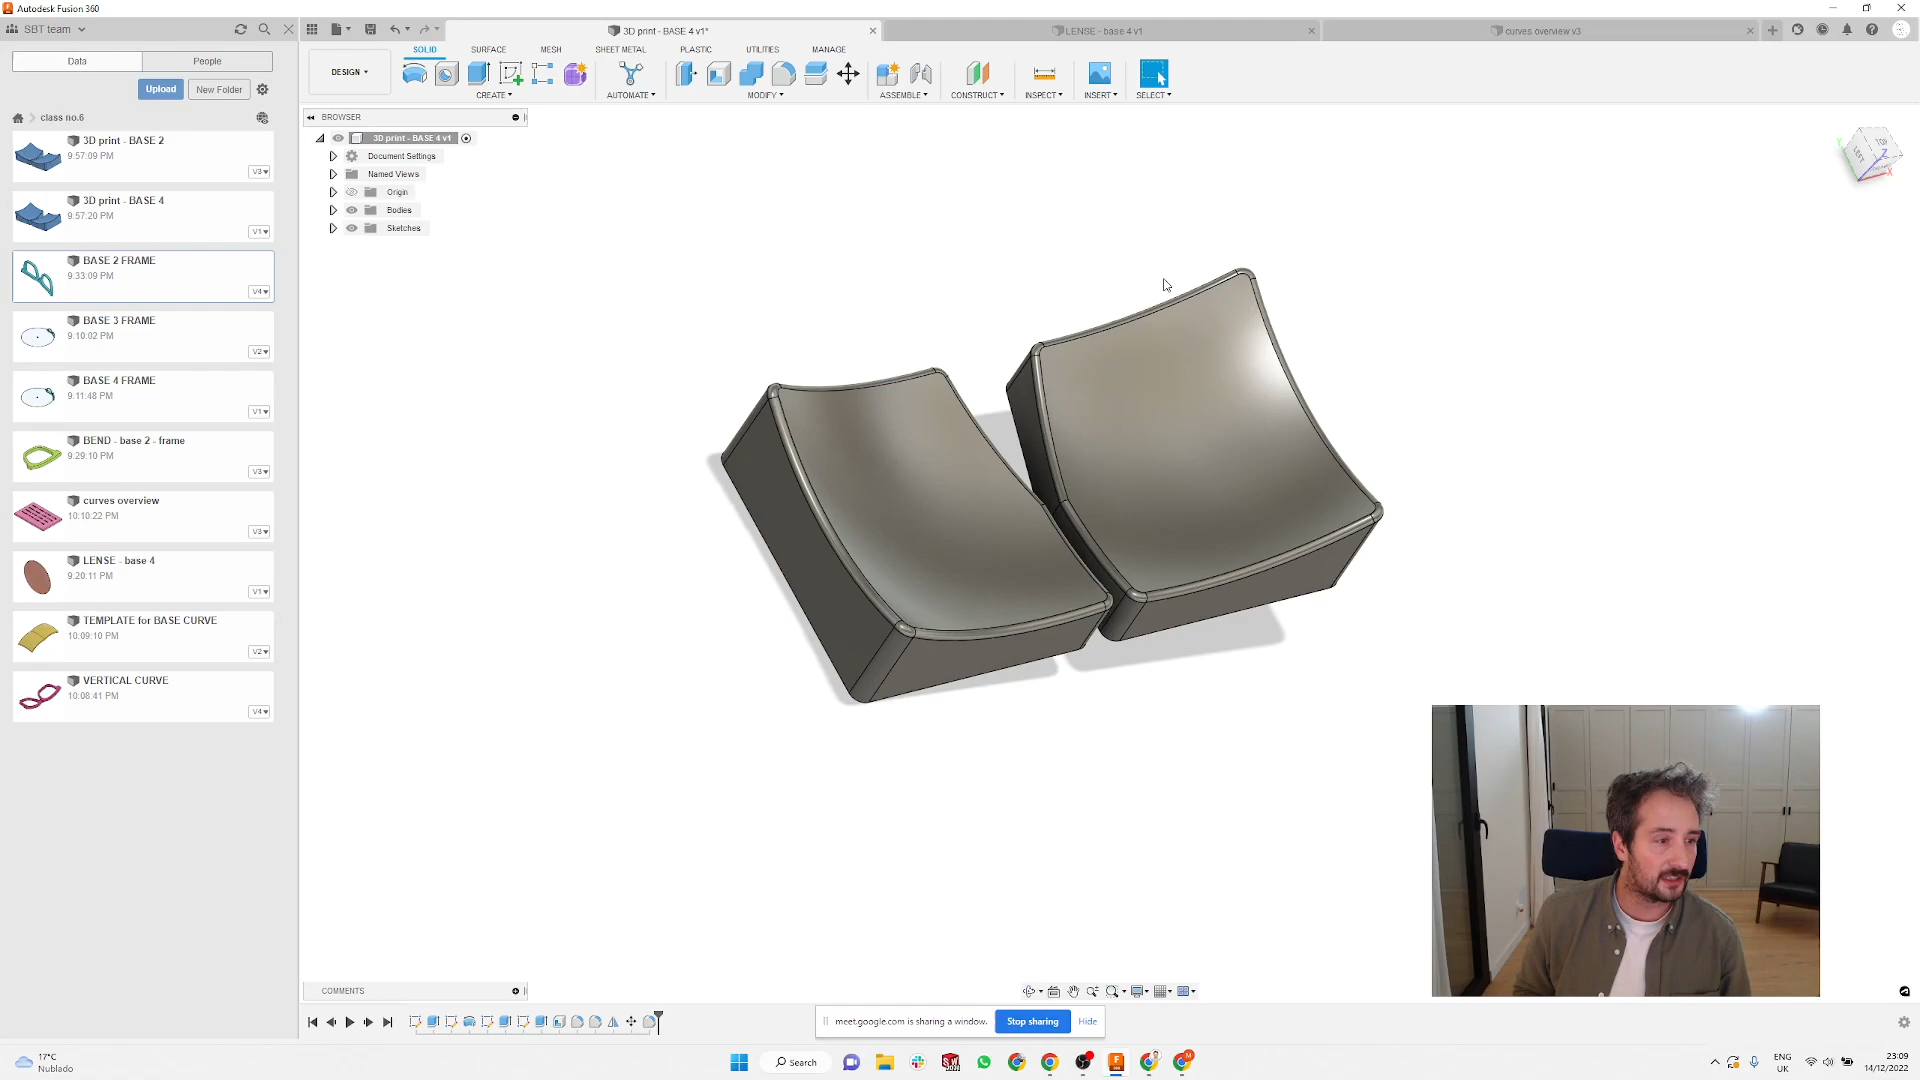 Autodesk Fusion 360
SBT team
3D print - BASE 4 v1*
LENSE - base 4 v1
curves overview v3
Data
People
Upload
New Folder
class no.6
DESIGN
SOLID
SURFACE
MESH
SHEET METAL
PLASTIC
UTILITIES
MANAGE
CREATE
AUTOMATE
MODIFY
ASSEMBLE
CONSTRUCT
INSPECT
INSERT
SELECT
BROWSER
3D print - BASE 4 v1
Document Settings
Named Views
Origin
Bodies
Sketches
3D print - BASE 2
9:57:09 PM
V3
3D print - BASE 4
9:57:20 PM
V1
BASE 2 FRAME
9:33:09 PM
V4
BASE 3 FRAME
9:10:02 PM
V2
BASE 4 FRAME
9:11:48 PM
V1
BEND - base 2 - frame
9:29:10 PM
V3
curves overview
10:10:22 PM
V3
LENSE - base 4
9:20:11 PM
V1
TEMPLATE for BASE CURVE
10:09:10 PM
V2
VERTICAL CURVE
10:08:41 PM
V4
TOP
LEFT
X
Y
Z
COMMENTS
meet.google.com is sharing a window.
Stop sharing
Hide
17°C
Nublado
Search
ENG
UK
23:09
14/12/2022